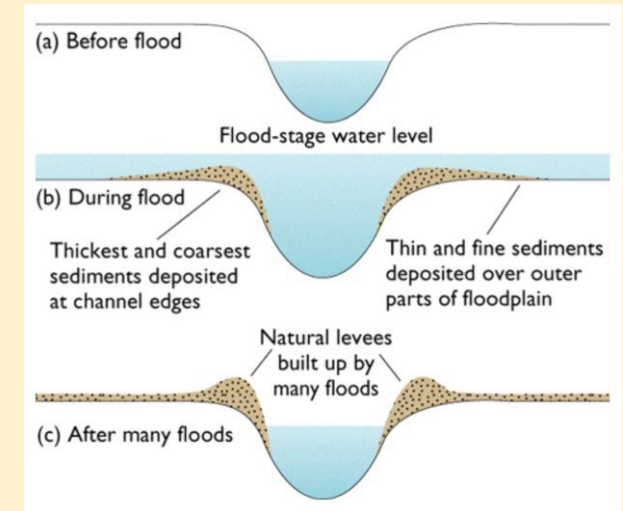 (a) Before flood
Flood-stage water level
(b) During flood
Thickest and coarsest
sediments deposited
at channel edges
Thin and fine sediments
deposited over outer
parts of floodplain
Natural levees
built up by
many floods
(c) After many floods